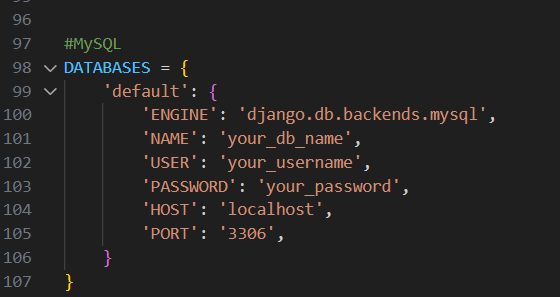 96
97 #MySQL
98 DATABASES = {
99     'default': {
100         'ENGINE': 'django.db.backends.mysql',
101         'NAME': 'your_db_name',
102         'USER': 'your_username',
103         'PASSWORD': 'your_password',
104         'HOST': 'localhost',
105         'PORT': '3306',
106     }
107 }